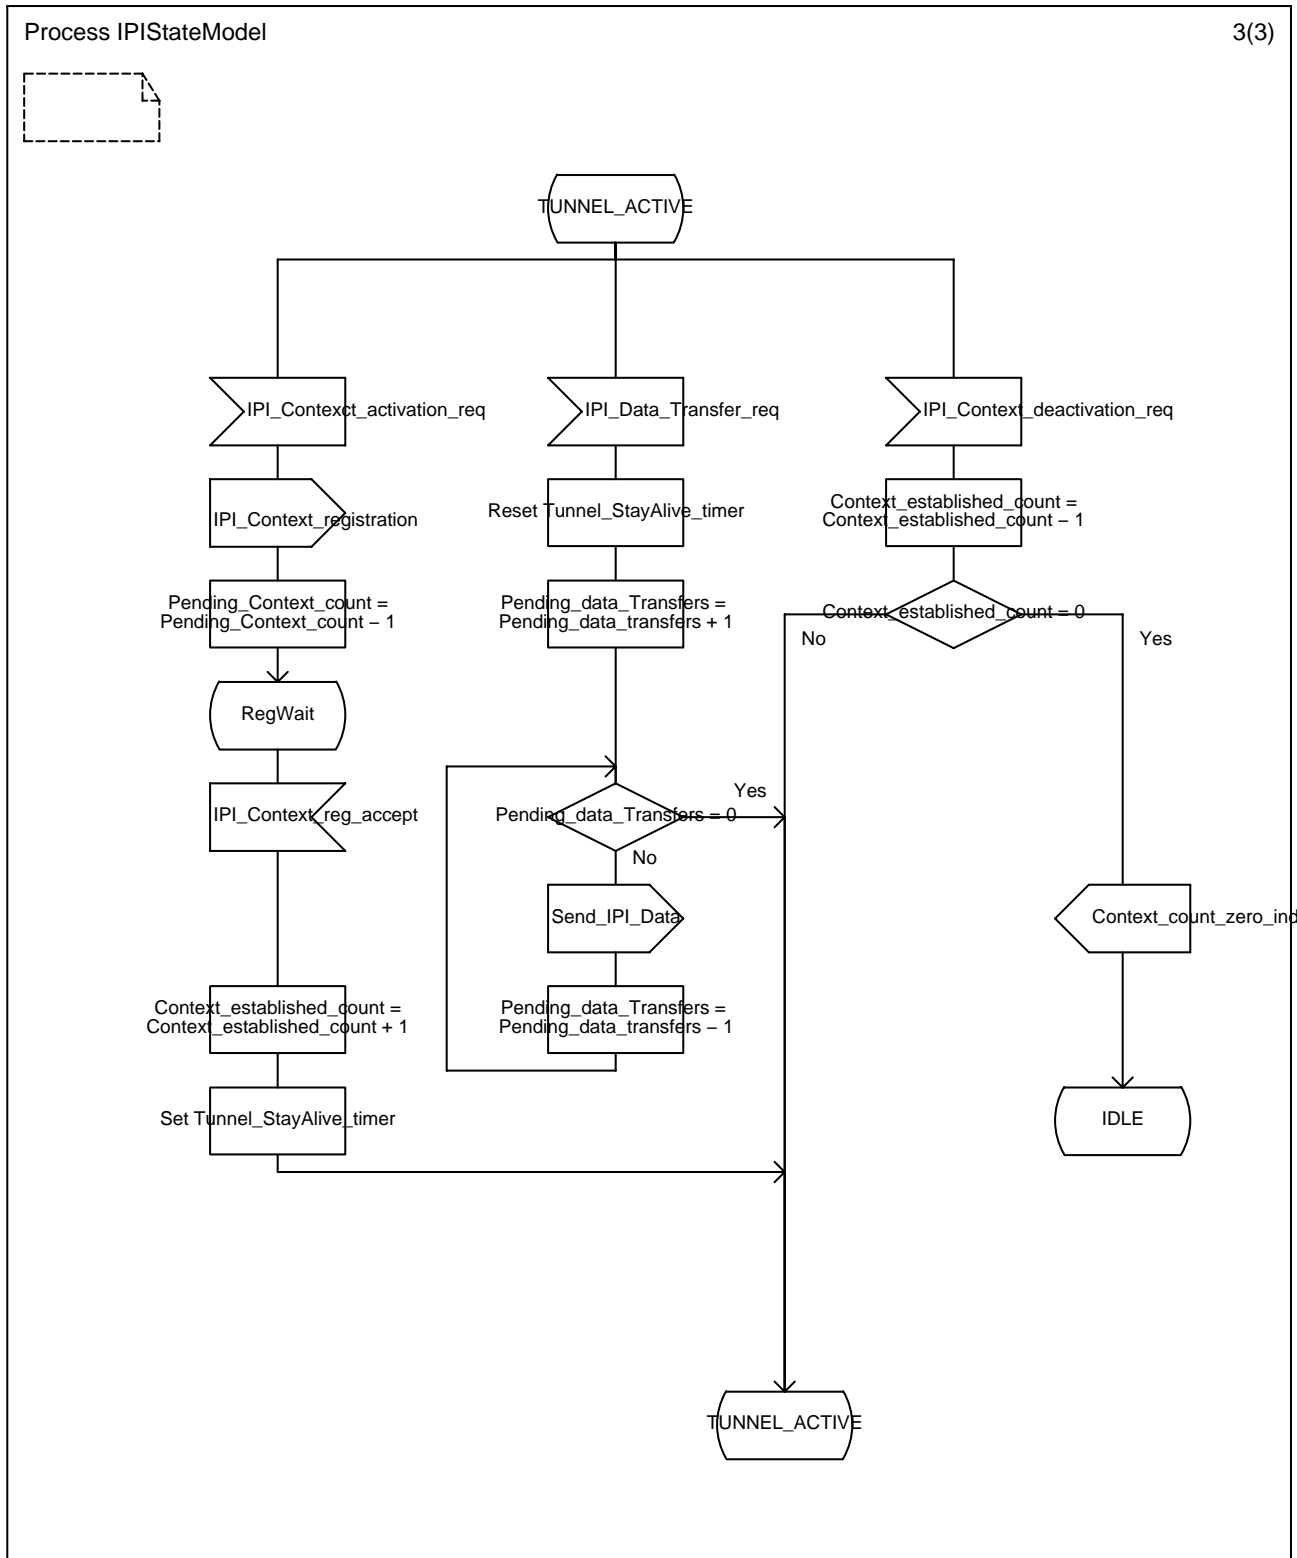 Process IPIStateModel
3(3)
TUNNEL_ACTIVE
IPI_Contexct_activation_req
IPI_Data_Transfer_req
IPI_Context_deactivation_req
IPI_Context_registration
Reset Tunnel_StayAlive_timer
Context_established_count =
Context_established_count – 1
Pending_Context_count =
Pending_Context_count – 1
Pending_data_Transfers =
Pending_data_transfers + 1
Context_established_count = 0
No
Yes
RegWait
IPI_Context_reg_accept
Pending_data_Transfers = 0
Yes
No
Send_IPI_Data
Context_count_zero_ind
Context_established_count =
Context_established_count + 1
Pending_data_Transfers =
Pending_data_transfers – 1
Set Tunnel_StayAlive_timer
IDLE
TUNNEL_ACTIVE